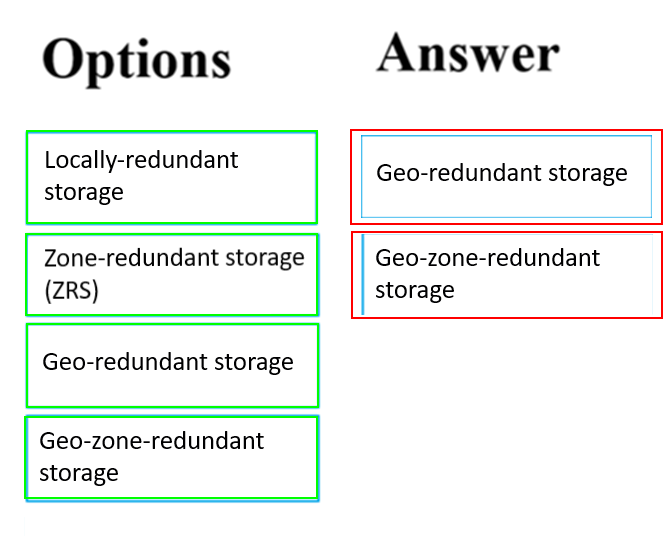 Options
Answer
Locally-redundant
storage
Zone-redundant storage
(ZRS)
Geo-redundant storage
Geo-zone-redundant
storage
Geo-redundant storage
Geo-zone-redundant
storage